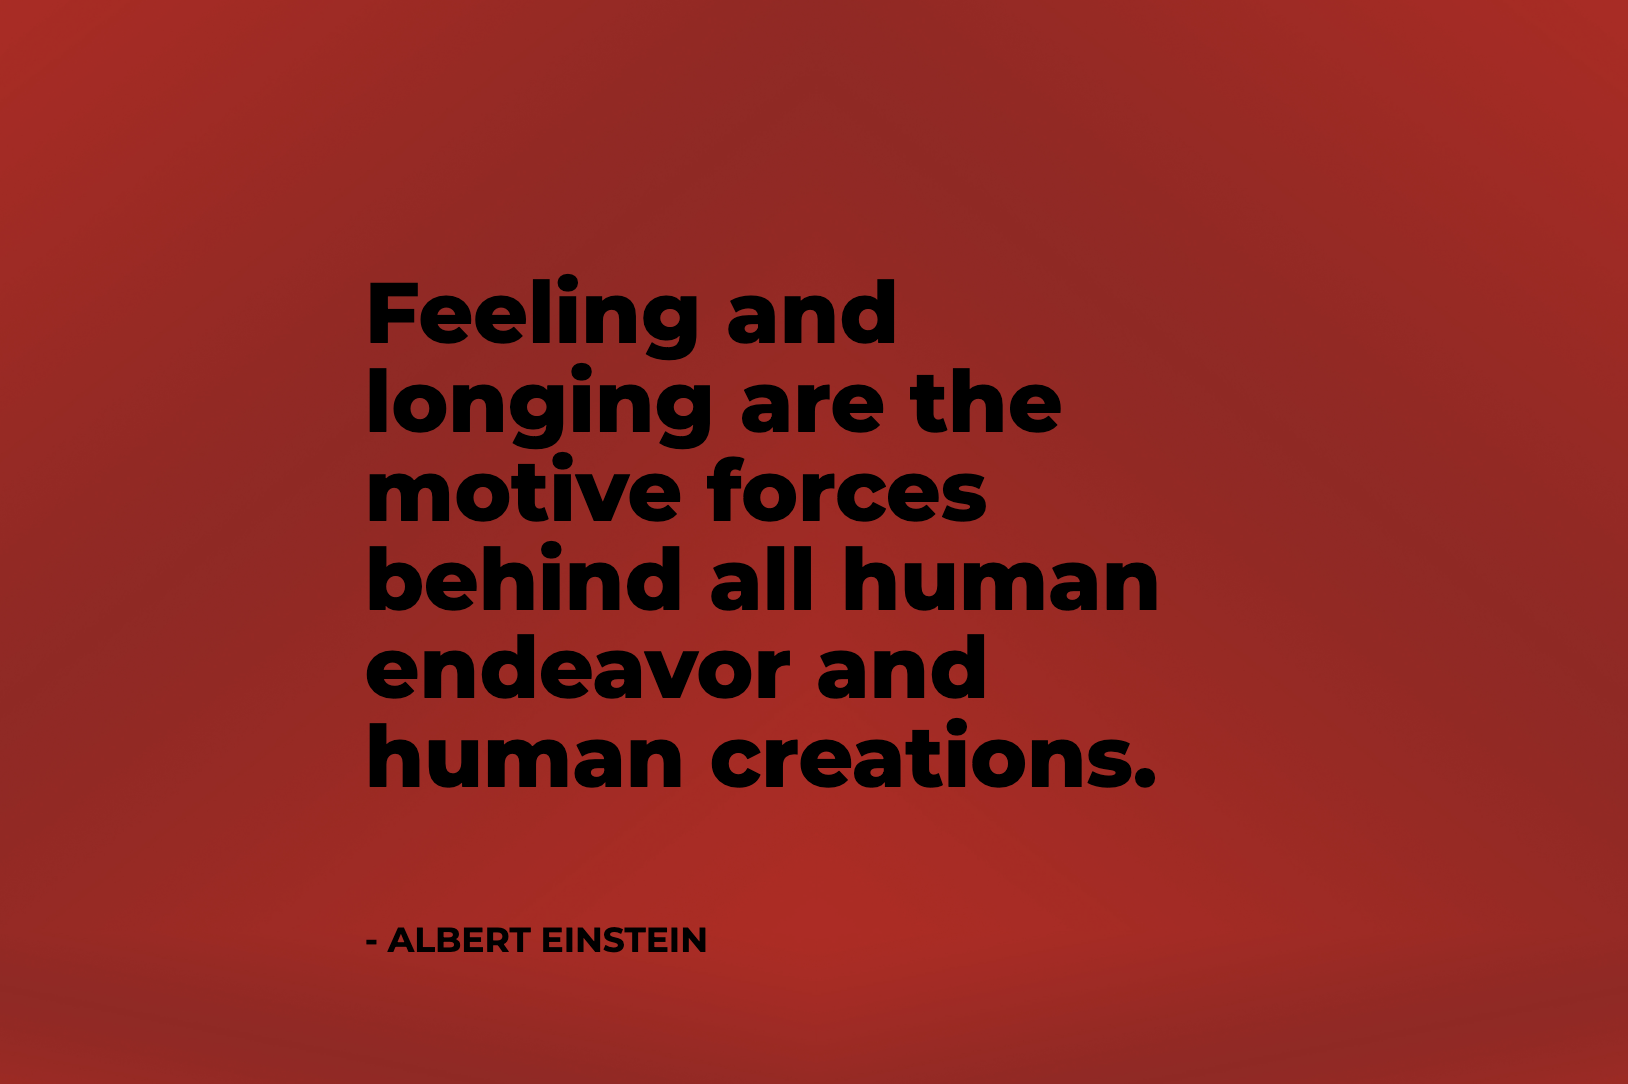 Feeling and
longing are the
motive forces
behind all human
endeavor and
human creations.
- ALBERT EINSTEIN